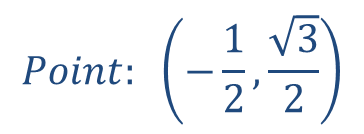 Point: (-1/2, √3/2)